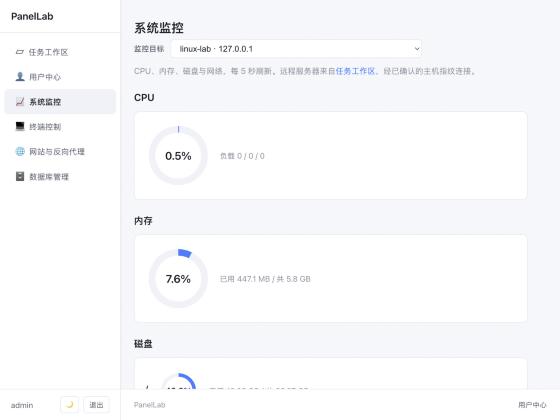 PanelLab
任务工作区
用户中心
系统监控
终端控制
网站与反向代理
数据库管理
admin
退出
系统监控
监控目标 linux-lab · 127.0.0.1
CPU、内存、磁盘与网络。每 5 秒刷新。远程服务器来自任务工作区，经已确认的主机指纹连接。
CPU
0.5% 负载 0 / 0 / 0
内存
7.6% 已用 447.1 MB / 共 5.8 GB
磁盘
PanelLab 用户中心